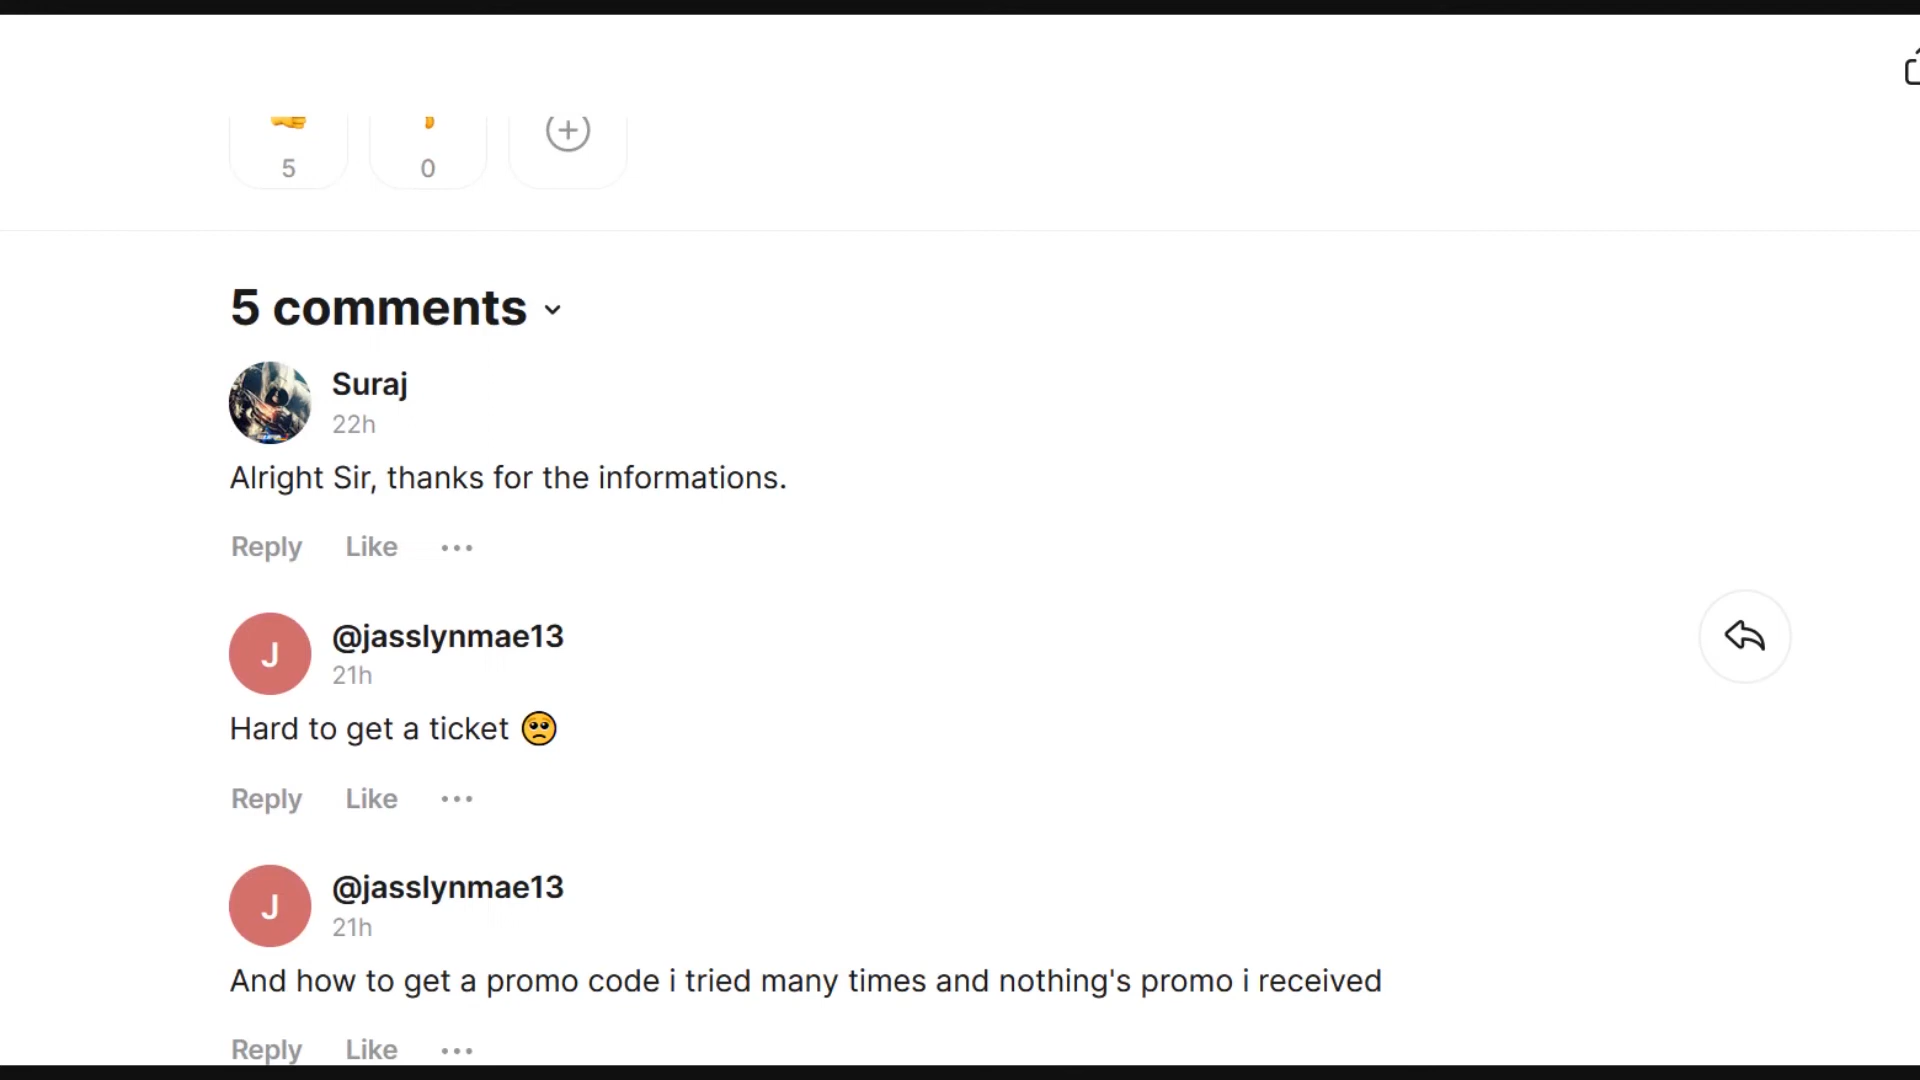 5
0
5 comments
Suraj
22h
Alright Sir, thanks for the informations.
Reply Like
J
@jasslynmae13
21h
Hard to get a ticket 🥺
Reply Like
J
@jasslynmae13
21h
And how to get a promo code i tried many times and nothing's promo i received
Reply Like